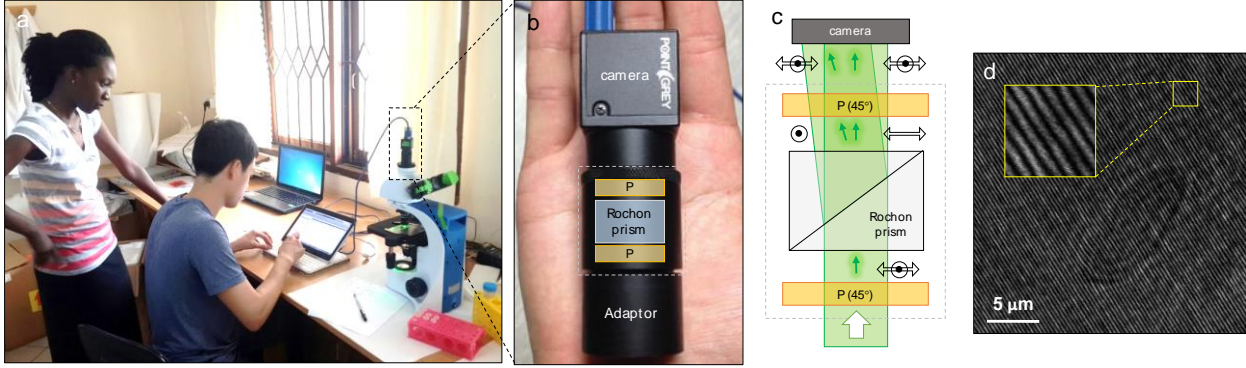 a
b
camera
POINT GREY
P
Rochon
prism
P
Adaptor
c
camera
P (45°)
Rochon
prism
P (45°)
d
5 μm